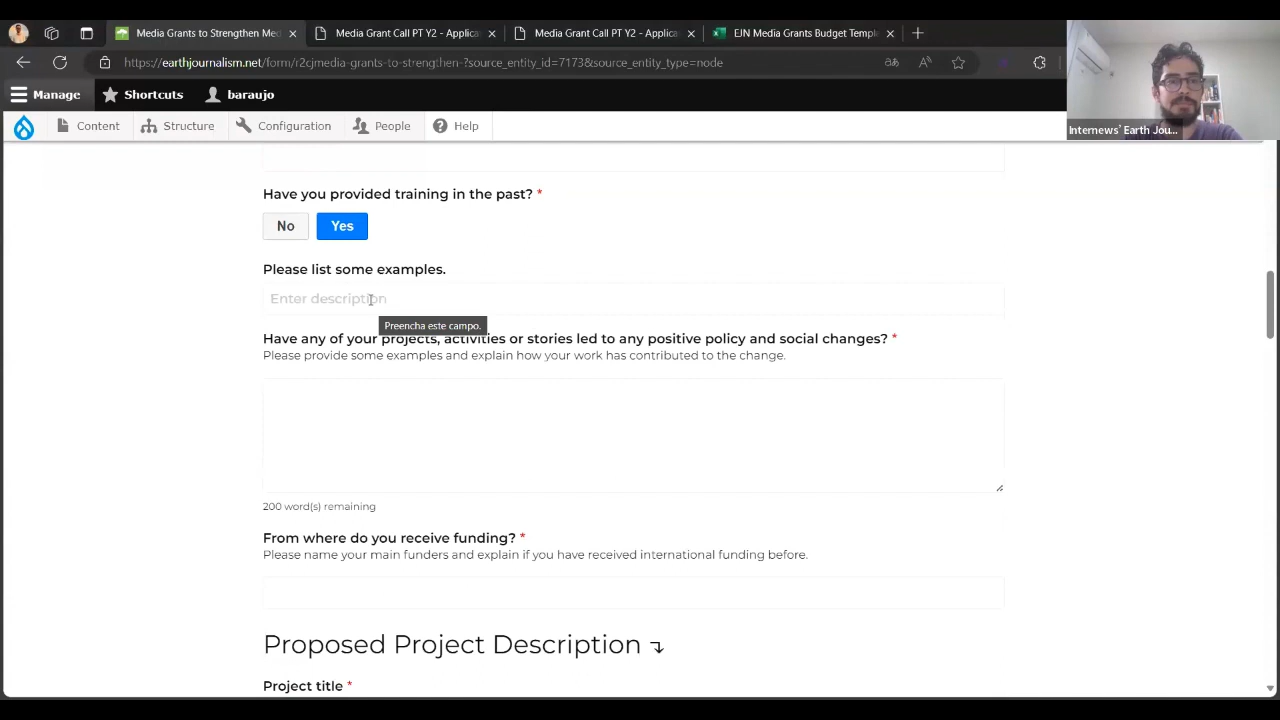 Media Grants to Strengthen Med
Media Grant Call PT Y2 - Applica
Media Grant Call PT Y2 - Applica
EJN Media Grants Budget Templ
https://earthjournalism.net/form/r2cjmedia-grants-to-strengthen-?source_entity_id=7173&source_entity_type=node
Manage
Shortcuts
baraujo
Internews' Earth Jou...
Content
Structure
Configuration
People
Help
Have you provided training in the past? *
No
Yes
Please list some examples.
Enter description
Preencha este campo.
Have any of your projects, activities or stories led to any positive policy and social changes? *
Please provide some examples and explain how your work has contributed to the change.
200 word(s) remaining
From where do you receive funding? *
Please name your main funders and explain if you have received international funding before.
Proposed Project Description
Project title *